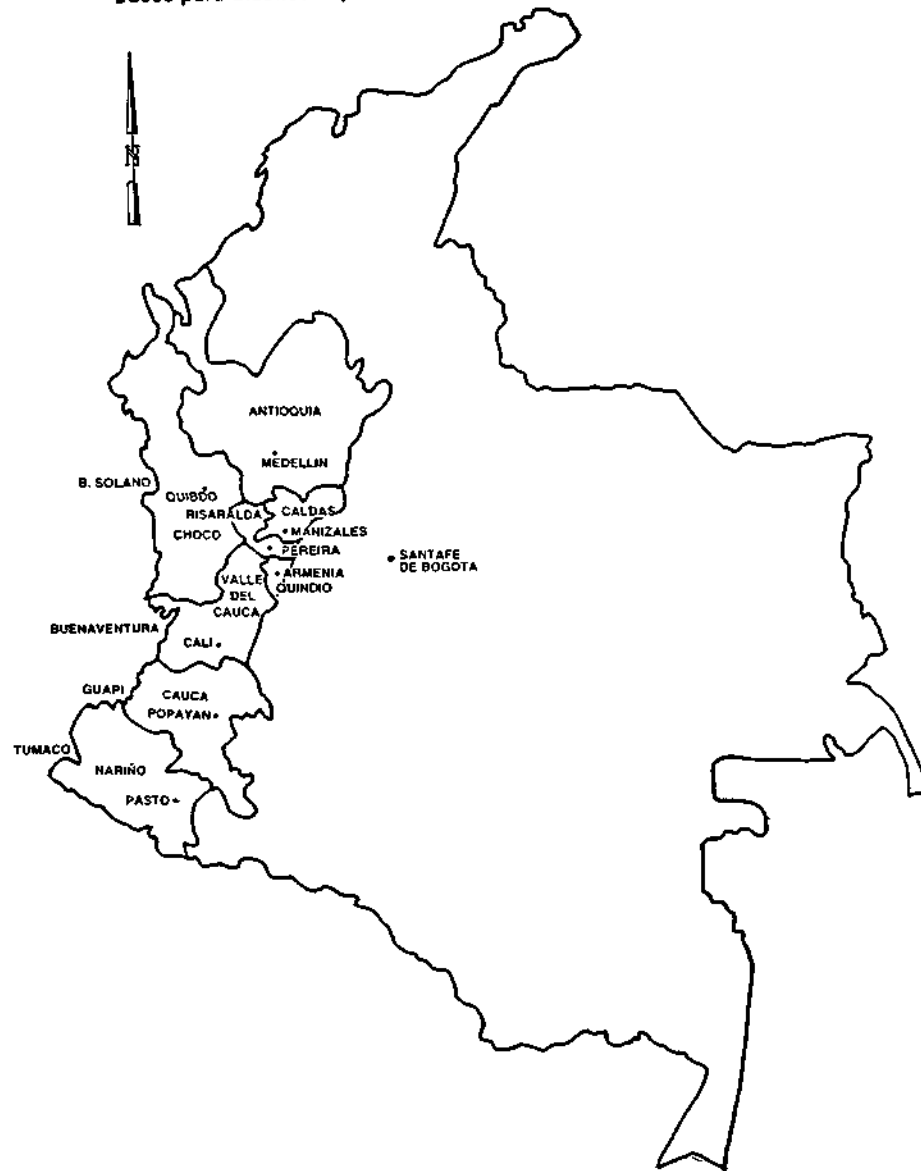 N
ANTIOQUIA
MEDELLIN
B. SOLANO
QUIBDO
RISARALDA
CALDAS
CHOCO
MANIZALES
PEREIRA
SANTAFE
DE BOGOTA
ARMENIA
QUINDIO
VALLE
DEL
CAUCA
BUENAVENTURA
CALI
GUAPI
CAUCA
POPAYAN
TUMACO
NARIÑO
PASTO